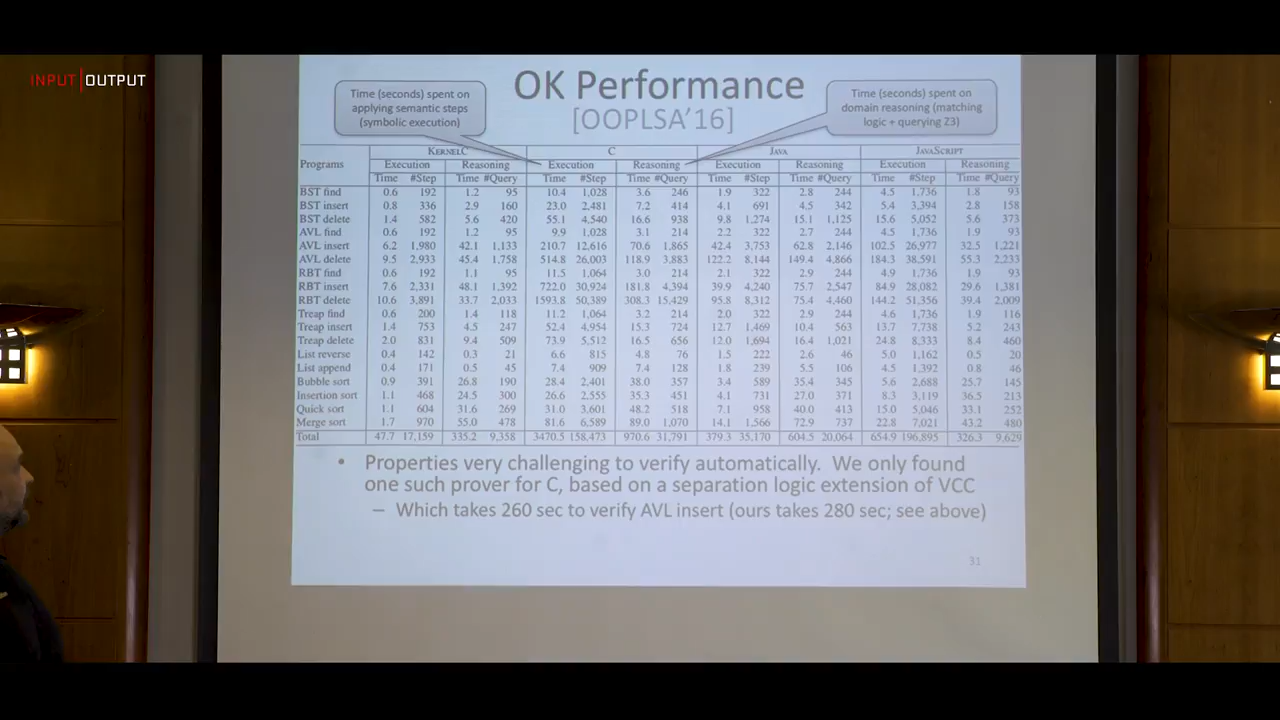 INPUT|OUTPUT
OK Performance
[OOPLSA'16]
Time (seconds) spent on
applying semantic steps
(symbolic execution)
Time (seconds) spent on
domain reasoning (matching
logic + querying Z3)
KERNELC C JAVA JAVASCRIPT
Programs Execution Reasoning Execution Reasoning Execution Reasoning Execution Reasoning
Time #Step Time #Query Time #Step Time #Query Time #Step Time #Query Time #Step Time #Query
BST find 0.6 192 1.2 95 10.4 1,028 3.6 246 1.9 322 2.8 244 4.5 1,736 1.8 93
BST insert 0.8 336 2.9 160 23.0 2,481 7.2 414 4.1 691 4.5 342 5.4 3,394 2.8 158
BST delete 1.4 582 5.6 420 55.1 4,540 16.6 938 9.8 1,274 15.1 1,125 15.6 5,052 5.6 373
AVL find 0.6 192 1.2 95 9.9 1,028 3.1 214 2.2 322 2.7 244 4.5 1,736 1.9 93
AVL insert 6.2 1,980 42.1 1,133 210.7 12,616 70.6 1,865 42.4 3,753 62.8 2,146 102.5 26,977 32.5 1,221
AVL delete 9.5 2,933 45.4 1,758 514.8 26,003 118.9 3,883 122.2 8,144 149.4 4,866 184.3 38,591 55.3 2,233
RBT find 0.6 192 1.1 95 11.5 1,064 3.0 214 2.1 322 2.9 244 4.9 1,736 1.9 93
RBT insert 7.6 2,331 48.1 1,392 722.0 30,924 181.8 4,394 39.9 4,240 75.7 2,547 84.9 28,082 29.6 1,381
RBT delete 10.6 3,891 33.7 2,033 1593.8 50,389 308.3 15,429 95.8 8,312 75.4 4,460 144.2 51,356 39.4 2,009
Treap find 0.6 200 1.4 118 11.2 1,064 3.2 214 2.0 322 2.9 244 4.6 1,736 1.9 116
Treap insert 1.4 753 4.5 247 52.4 4,954 15.3 724 12.7 1,469 10.4 563 13.7 7,738 5.2 243
Treap delete 2.0 831 9.4 509 73.9 5,512 16.5 656 12.0 1,694 16.4 1,021 24.8 8,333 8.4 460
List reverse 0.4 142 0.3 21 6.6 815 4.8 76 1.5 222 2.6 46 5.0 1,162 0.5 20
List append 0.4 171 0.5 45 7.4 909 7.4 128 1.8 239 5.5 106 4.5 1,392 0.8 46
Bubble sort 0.9 391 26.8 190 28.4 2,401 38.0 357 3.4 589 35.4 345 5.6 2,688 25.7 145
Insertion sort 1.1 468 24.5 300 26.6 2,555 35.3 451 4.1 731 27.0 371 8.3 3,119 36.5 213
Quick sort 1.1 604 31.6 269 31.0 3,601 48.2 518 7.1 958 40.0 413 15.0 5,046 33.1 252
Merge sort 1.7 970 55.0 478 81.6 6,589 89.0 1,070 14.1 1,566 72.9 737 22.8 7,021 43.2 480
Total 47.7 17,159 335.2 9,358 3470.5 158,473 970.6 31,791 379.3 35,170 604.5 20,064 654.9 196,895 326.3 9,629
• Properties very challenging to verify automatically. We only found
one such prover for C, based on a separation logic extension of VCC
– Which takes 260 sec to verify AVL insert (ours takes 280 sec; see above)
31